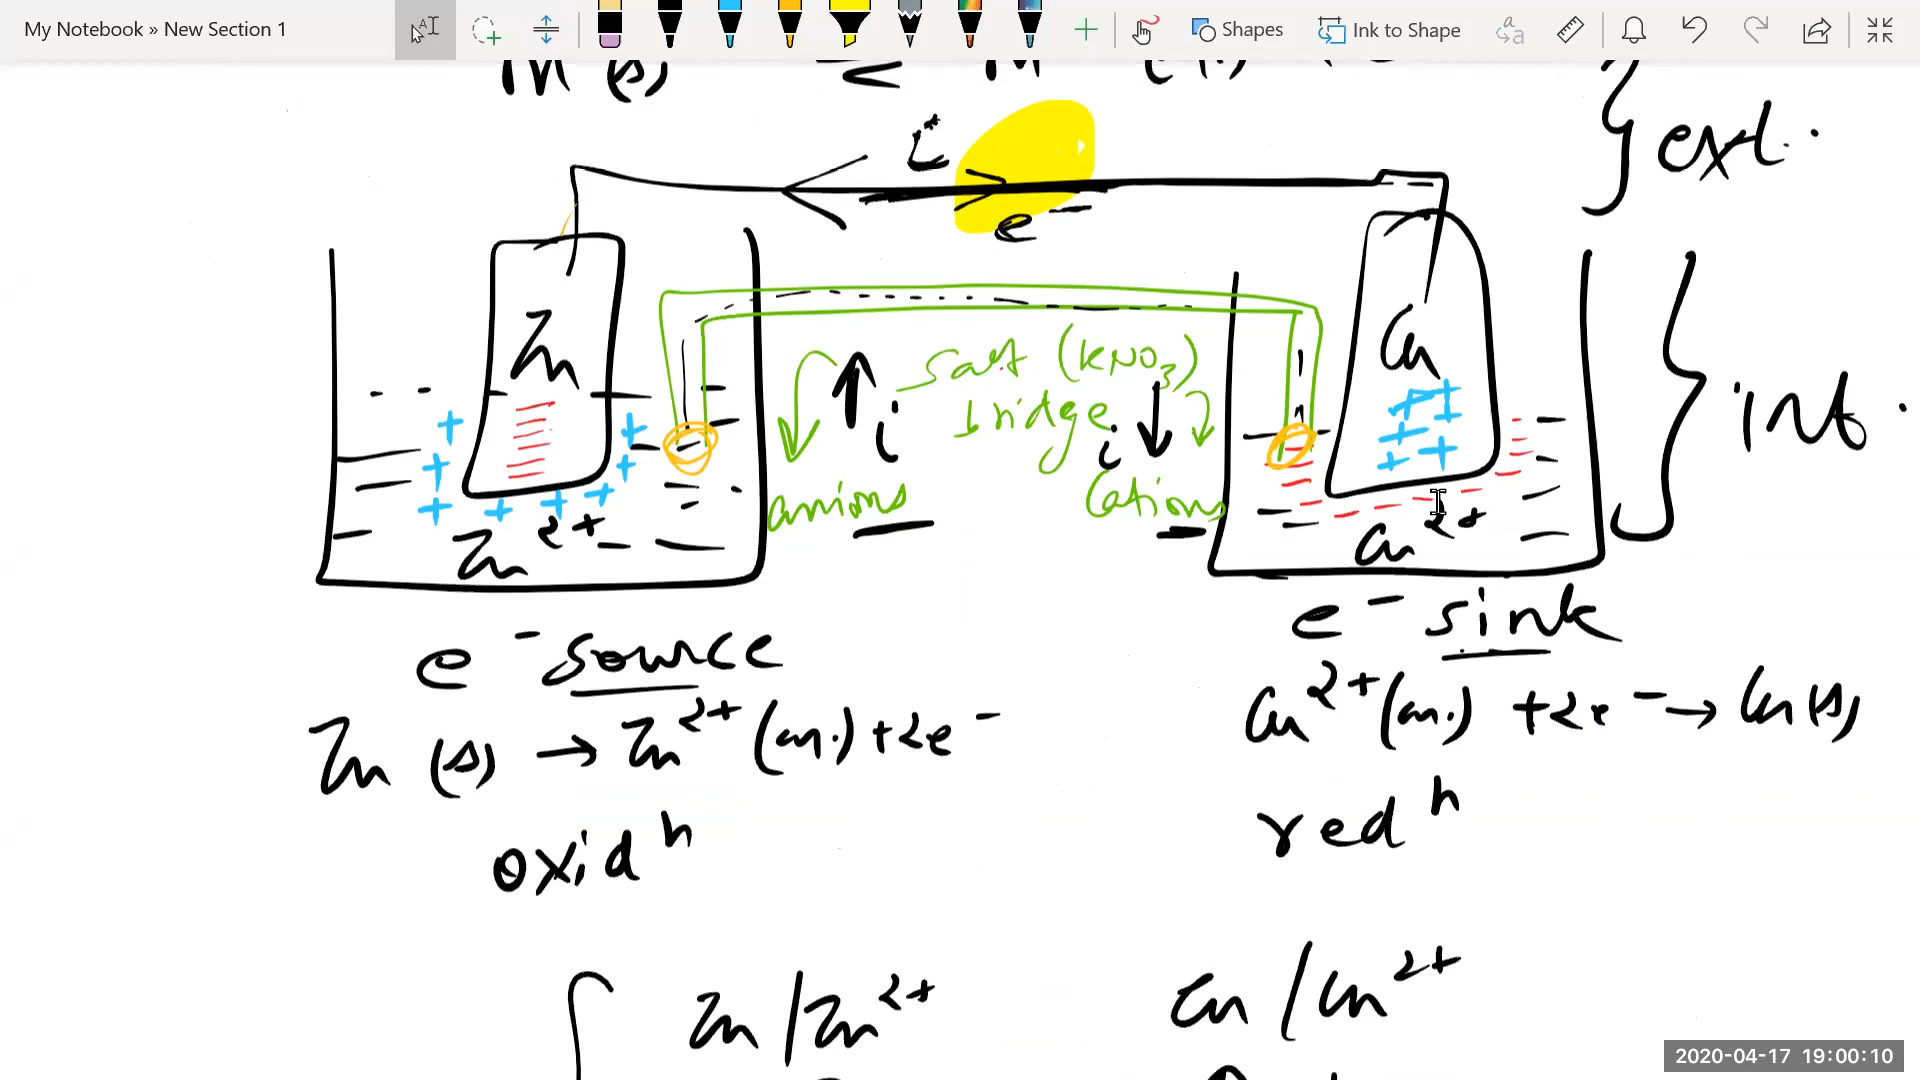 My Notebook » New Section 1
Shapes
Ink to Shape
ext.
i
e⁻
Zn
Cu
Salt (KNO₃)
bridge
i
i
int.
anions
Cations
Zn²⁺
Cu²⁺
e⁻ source
e⁻ sink
Zn (s) → Zn²⁺ (aq.) + 2e⁻
Cu²⁺ (aq.) + 2e⁻ → Cu(s)
oxidⁿ
redⁿ
Zn/Zn²⁺
Cu/Cu²⁺
2020-04-17 19:00:10